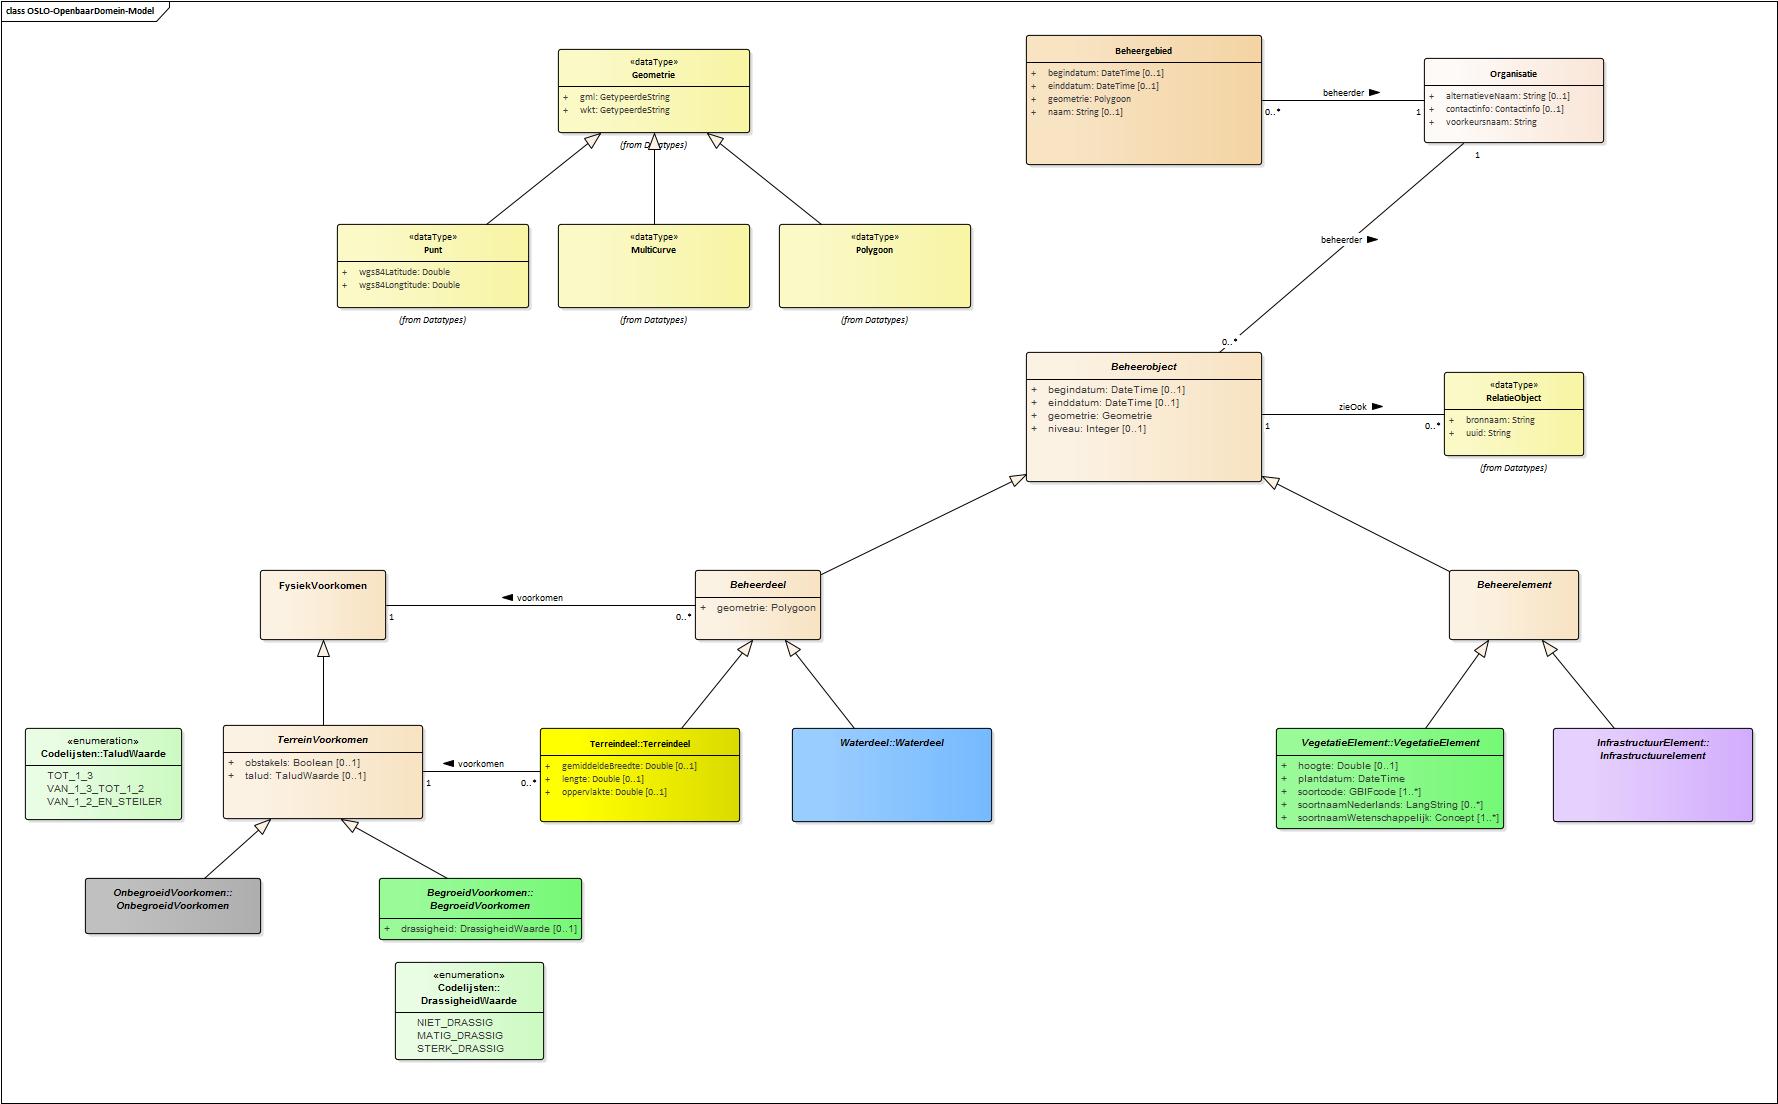 class OSLO-OpenbaarDomein-Model
«dataType»
Geometrie
+ gml: GetypeerdeString
+ wkt: GetypeerdeString
(from Datatypes)
«dataType»
Punt
+ wgs84Latitude: Double
+ wgs84Longtitude: Double
(from Datatypes)
«dataType»
MultiCurve
(from Datatypes)
«dataType»
Polygoon
(from Datatypes)
Beheergebied
+ begindatum: DateTime [0..1]
+ einddatum: DateTime [0..1]
+ geometrie: Polygoon
+ naam: String [0..1]
beheerder
0..*
1
Organisatie
+ alternatieveNaam: String [0..1]
+ contactinfo: Contactinfo [0..1]
+ voorkeursnaam: String
1
beheerder
0..*
Beheerobject
+ begindatum: DateTime [0..1]
+ einddatum: DateTime [0..1]
+ geometrie: Geometrie
+ niveau: Integer [0..1]
zieOok
1
0..*
«dataType»
RelatieObject
+ bronnaam: String
+ uuid: String
(from Datatypes)
FysiekVoorkomen
voorkomen
1
0..*
Beheerdeel
+ geometrie: Polygoon
Beheerelement
«enumeration»
Codelijsten::TaludWaarde
TOT_1_3
VAN_1_3_TOT_1_2
VAN_1_2_EN_STEILER
TerreinVoorkomen
+ obstakels: Boolean [0..1]
+ talud: TaludWaarde [0..1]
voorkomen
1
0..*
Terreindeel::Terreindeel
+ gemiddeldeBreedte: Double [0..1]
+ lengte: Double [0..1]
+ oppervlakte: Double [0..1]
Waterdeel::Waterdeel
VegetatieElement::VegetatieElement
+ hoogte: Double [0..1]
+ plantdatum: DateTime
+ soortcode: GBIFcode [1..*]
+ soortnaamNederlands: LangString [0..*]
+ soortnaamWetenschappelijk: Concept [1..*]
InfrastructuurElement::
Infrastructuurelement
OnbegroeidVoorkomen::
OnbegroeidVoorkomen
BegroeidVoorkomen::
BegroeidVoorkomen
+ drassigheid: DrassigheidWaarde [0..1]
«enumeration»
Codelijsten::
DrassigheidWaarde
NIET_DRASSIG
MATIG_DRASSIG
STERK_DRASSIG